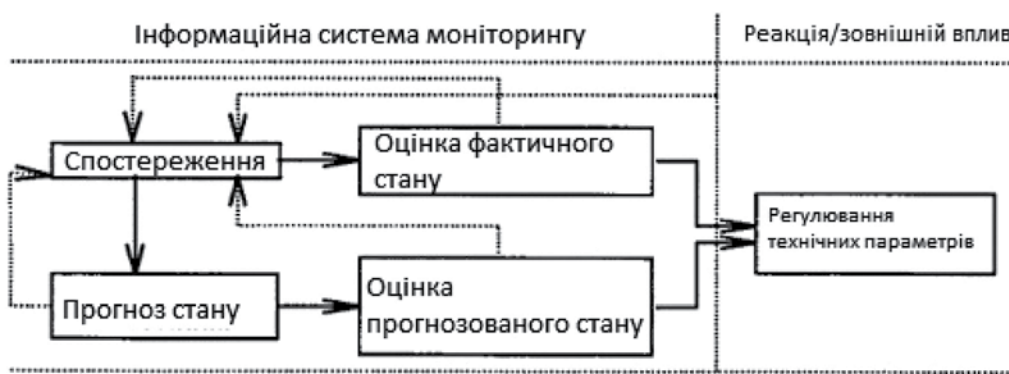 Інформаційна система моніторингу
Реакція/зовнішній вплив
Спостереження
Оцінка фактичного
стану
Регулювання
технічних параметрів
Прогноз стану
Оцінка
прогнозованого стану